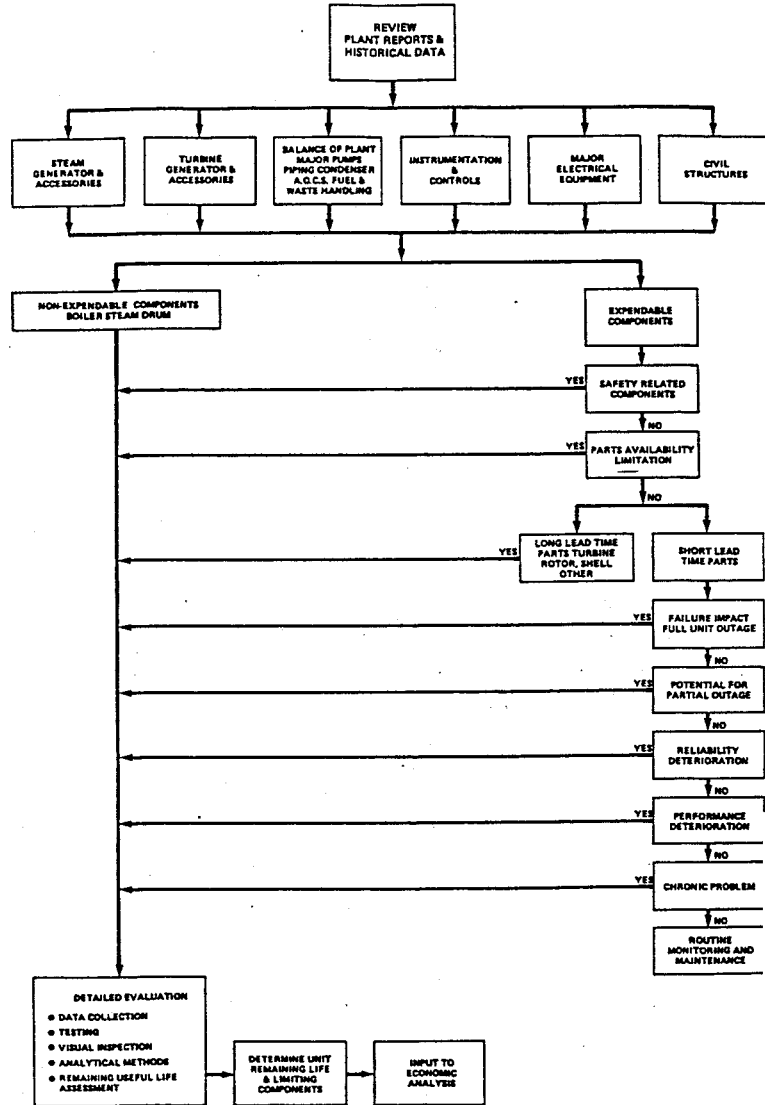 REVIEW
PLANT REPORTS &
HISTORICAL DATA
STEAM
GENERATOR &
ACCESSORIES
TURBINE
GENERATOR &
ACCESSORIES
BALANCE OF PLANT
MAJOR PUMPS
PIPING CONDENSER
A.Q.C.S. FUEL &
WASTE HANDLING
INSTRUMENTATION
&
CONTROLS
MAJOR
ELECTRICAL
EQUIPMENT
CIVIL
STRUCTURES
NON-EXPENDABLE COMPONENTS
BOILER STEAM DRUM
EXPENDABLE
COMPONENTS
YES
SAFETY RELATED
COMPONENTS
NO
YES
PARTS AVAILABILITY
LIMITATION
NO
YES
LONG LEAD TIME
PARTS TURBINE
ROTOR, SHELL
OTHER
SHORT LEAD
TIME PARTS
YES
FAILURE IMPACT
FULL UNIT OUTAGE
NO
YES
POTENTIAL FOR
PARTIAL OUTAGE
NO
YES
RELIABILITY
DETERIORATION
NO
YES
PERFORMANCE
DETERIORATION
NO
YES
CHRONIC PROBLEM
NO
ROUTINE
MONITORING AND
MAINTENANCE
DETAILED EVALUATION
● DATA COLLECTION
● TESTING
● VISUAL INSPECTION
● ANALYTICAL METHODE
● REMAINING USEFUL LIFE
ASSESSMENT
DETERMINE UNIT
REMAINING LIFE
& LIMITING
COMPONENTS
INPUT TO
ECONOMIC
ANALYSIS